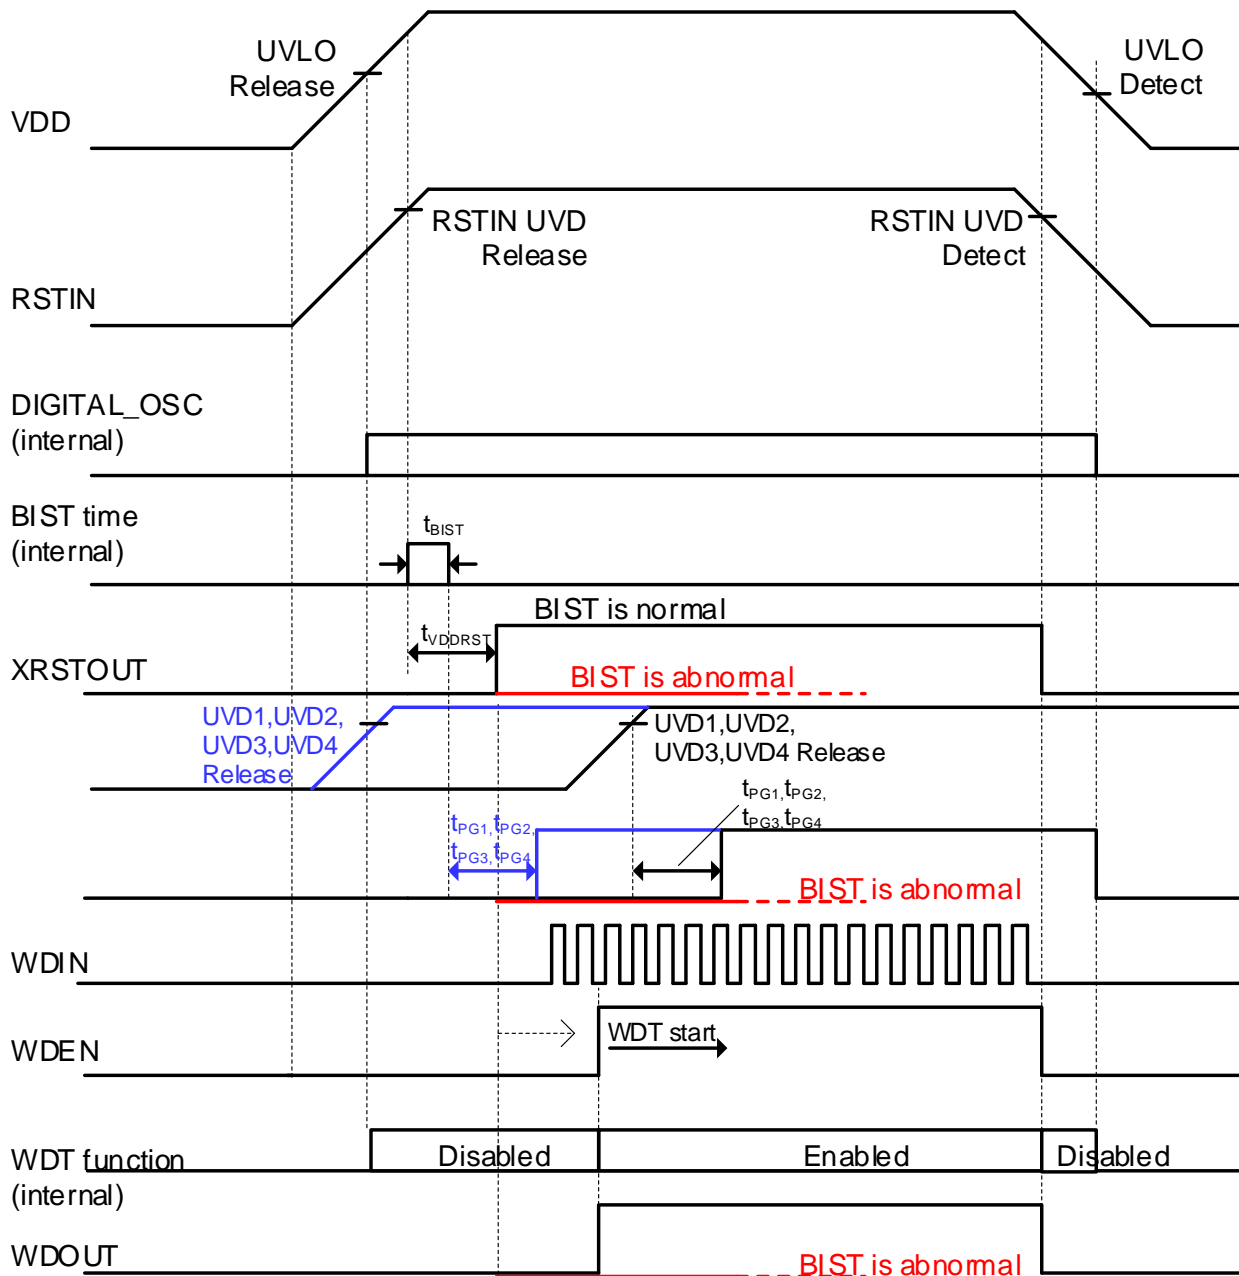 UVLO
Release
UVLO
Detect
VDD
RSTIN UVD
Release
RSTIN UVD
Detect
RSTIN
DIGITAL_OSC
(internal)
BIST time
(internal)
tBIST
BIST is normal
tVDDRST
XRSTOUT
BIST is abnormal
UVD1,UVD2,
UVD3,UVD4
Release
UVD1,UVD2,
UVD3,UVD4 Release
tPG1,tPG2,
tPG3,tPG4
tPG1,tPG2,
tPG3,tPG4
BIST is abnormal
WDIN
WDEN
WDT start
WDT function
(internal)
Disabled
Enabled
Disabled
WDOUT
BIST is abnormal